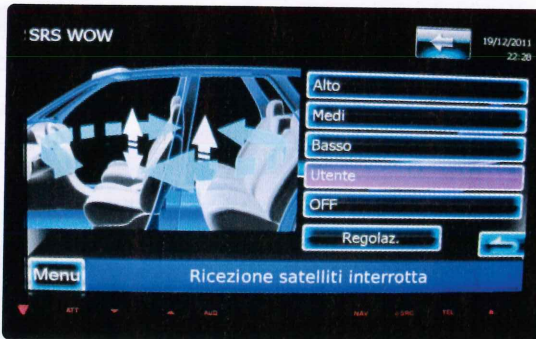 SRS WOW
19/12/2011
22:28
Alto
Medi
Basso
Utente
OFF
Regolaz.
Menu
Ricezione satelliti interrotta
ATT
AUD
NAV
SRC
TEL